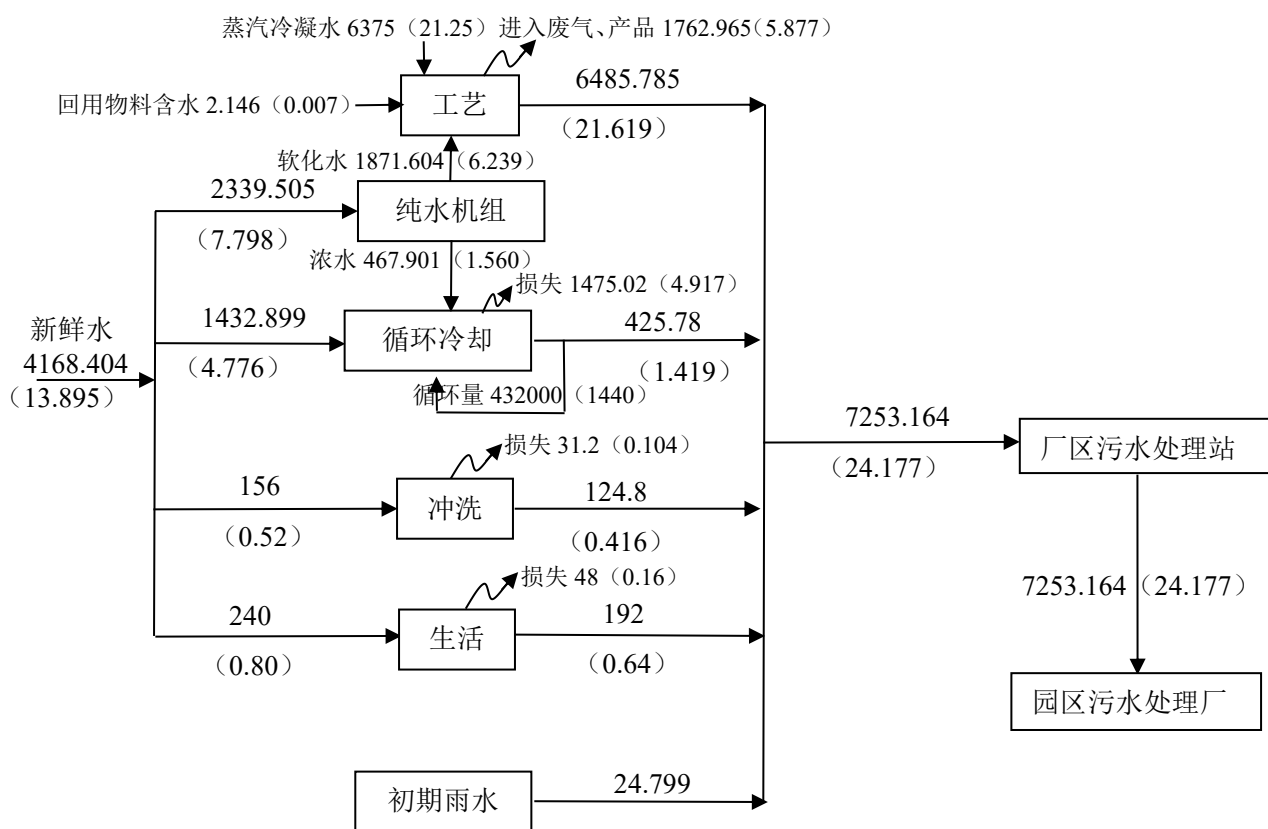 蒸汽冷凝水 6375（21.25）进入废气、产品 1762.965(5.877)
6485.785
回用物料含水 2.146（0.007）
工艺
（21.619）
软化水 1871.604（6.239）
2339.505
纯水机组
（7.798）
浓水 467.901（1.560）
损失 1475.02（4.917）
1432.899
425.78
新鲜水
循环冷却
4168.404
（4.776）
（1.419）
（13.895）
循环量 432000（1440）
7253.164
损失 31.2（0.104）
厂区污水处理站
（24.177）
156
124.8
冲洗
（0.52）
（0.416）
损失 48（0.16）
7253.164（24.177）
240
192
生活
（0.80）
（0.64）
园区污水处理厂
24.799
初期雨水